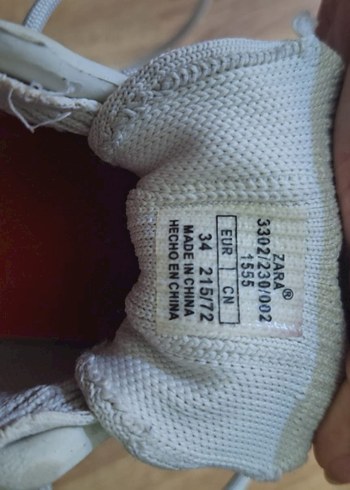 ZARA®
3302/230/002
1555
EUR CN
34 215/72
MADE IN CHINA
HECHO EN CHINA